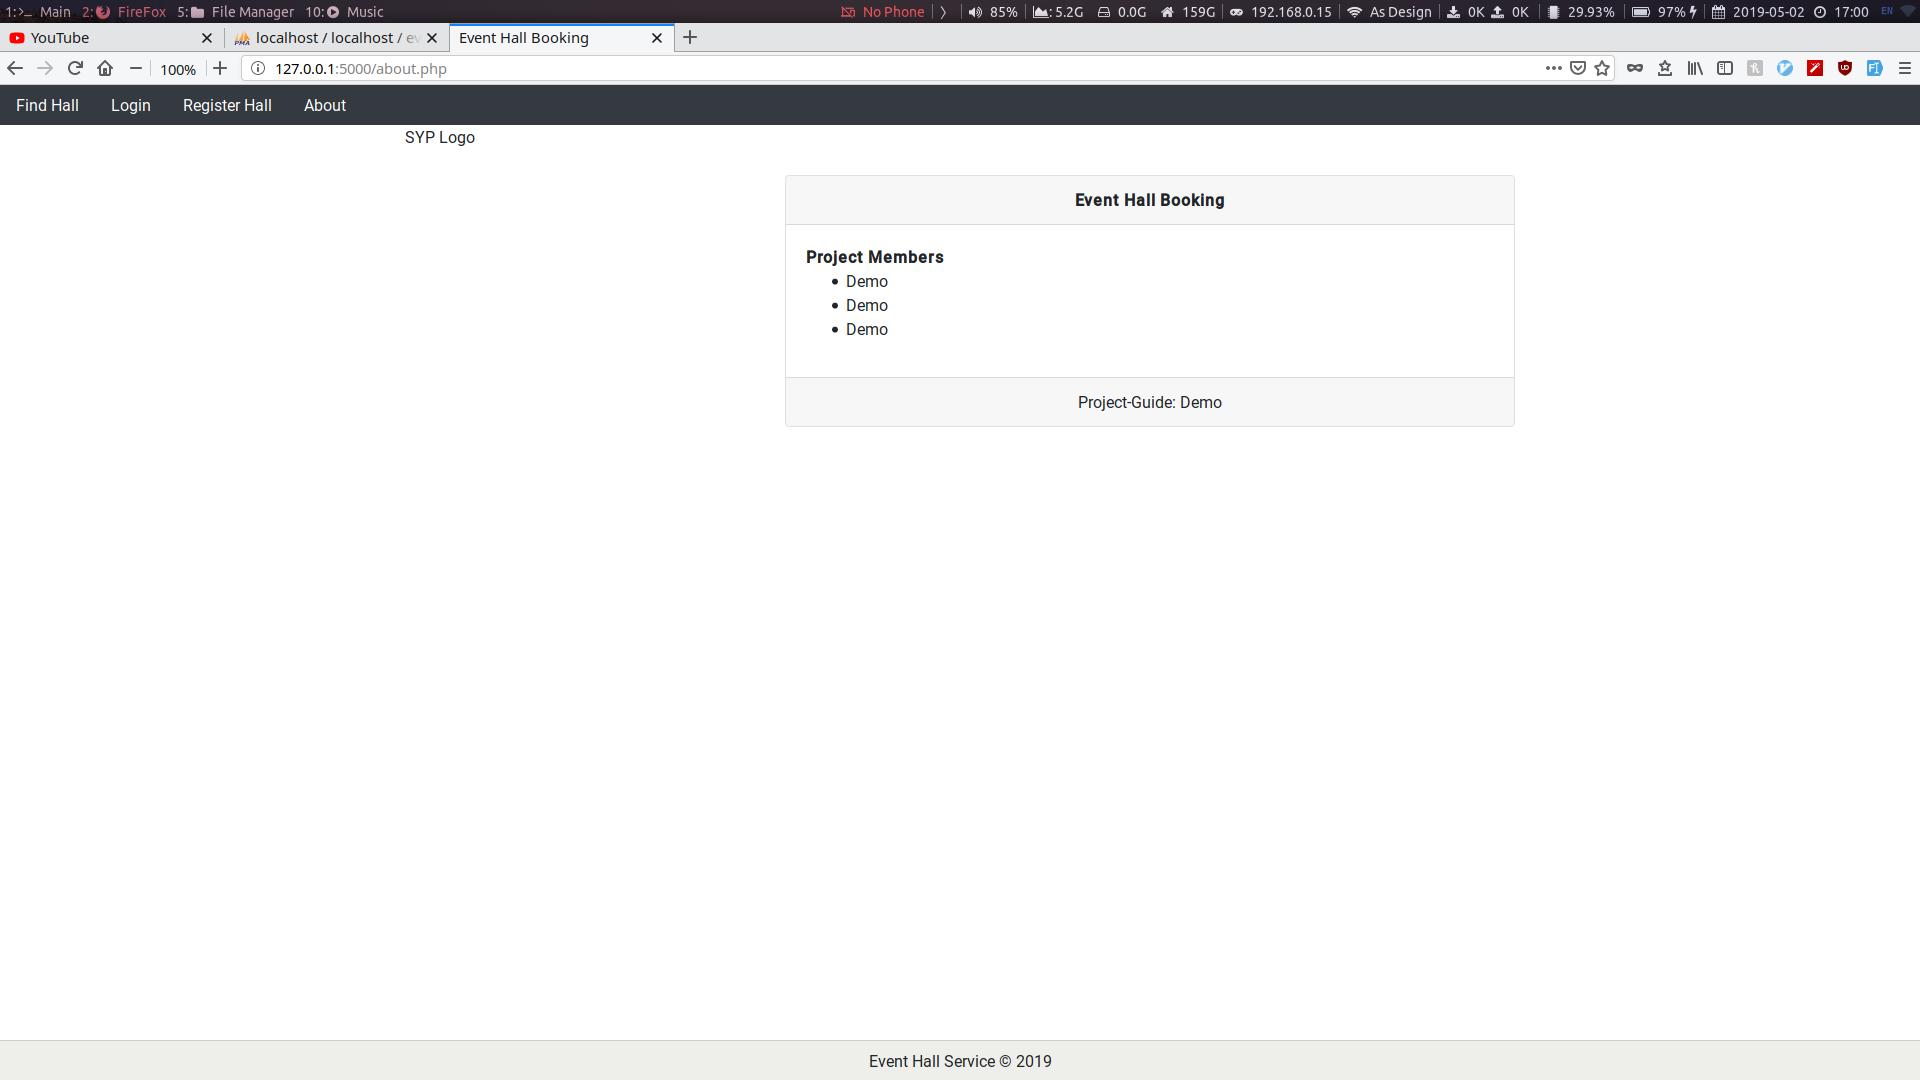 1: Main 2: FireFox 5: File Manager 10: Music No Phone 85% 5.2G 0.0G 159G 192.168.0.15 As Design 0K 0K 29.93% 97% 2019-05-02 17:00 EN
YouTube localhost / localhost / ev Event Hall Booking
100% 127.0.0.1:5000/about.php
Find Hall Login Register Hall About
SYP Logo
Event Hall Booking
Project Members
Demo
Demo
Demo
Project-Guide: Demo
Event Hall Service © 2019